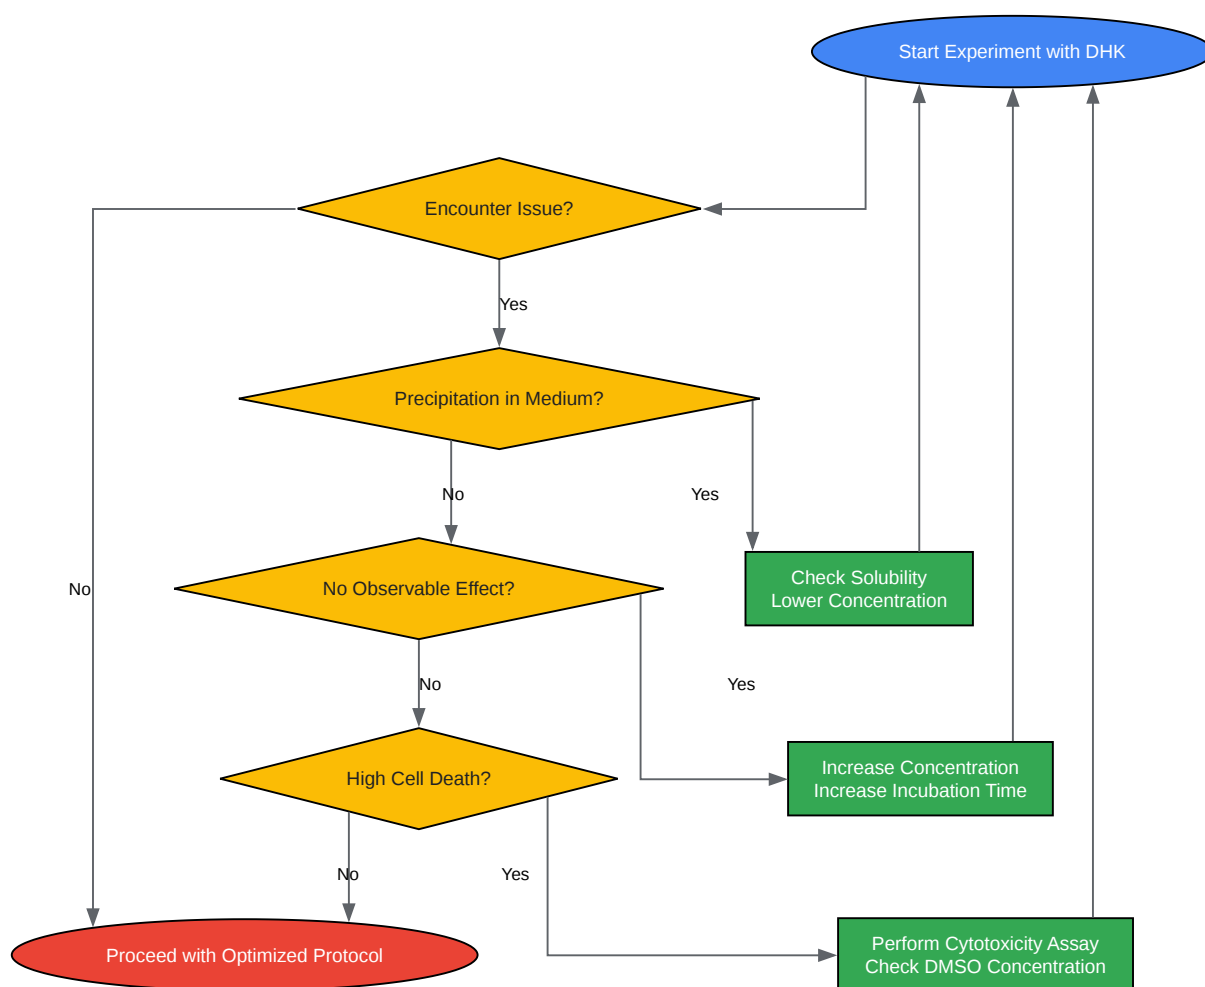 Start Experiment with DHK
Encounter Issue?
Yes
Precipitation in Medium?
No
Yes
Check Solubility
Lower Concentration
No
No Observable Effect?
No
Yes
Increase Concentration
Increase Incubation Time
High Cell Death?
No
Yes
Perform Cytotoxicity Assay
Check DMSO Concentration
Proceed with Optimized Protocol